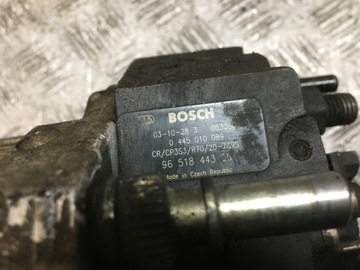 BOSCH
03-10-28 3 05320
0 445 010 089
CR/CP3S3/R70/20-
96 518 443
Made in Czech Republic